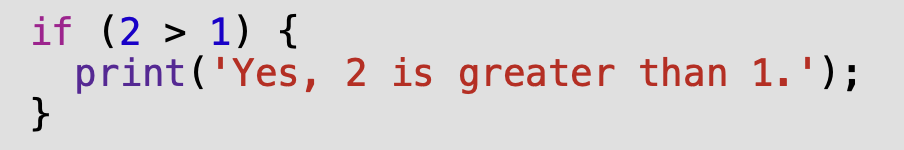 if (2 > 1) {
  print('Yes, 2 is greater than 1.');
}